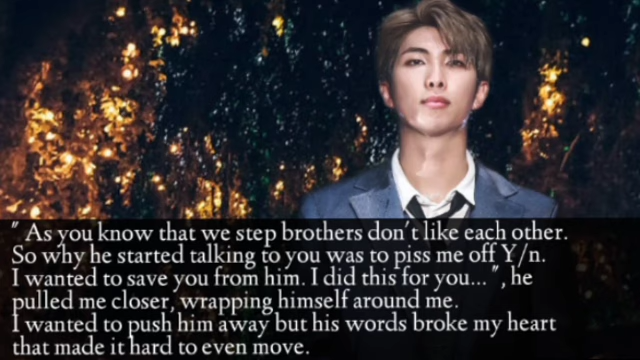 " As you know that we step brothers don't like each other.
So why he started talking to you was to piss me off Y/n.
I wanted to save you from him. I did this for you...", he
pulled me closer, wrapping himself around me.
I wanted to push him away but his words broke my heart
that made it hard to even move.